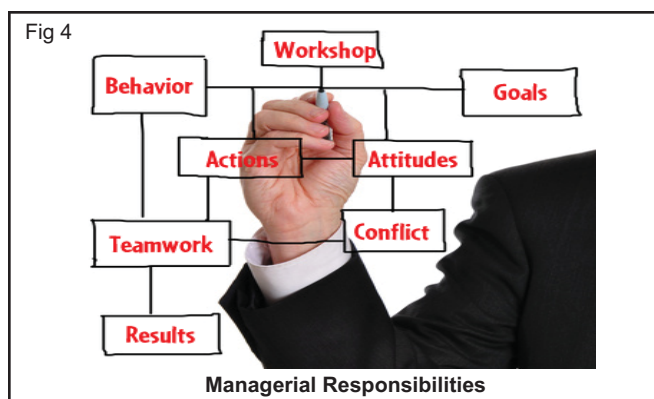 Fig 4
Workshop
Behavior
Goals
Actions
Attitudes
Teamwork
Conflict
Results
Managerial Responsibilities